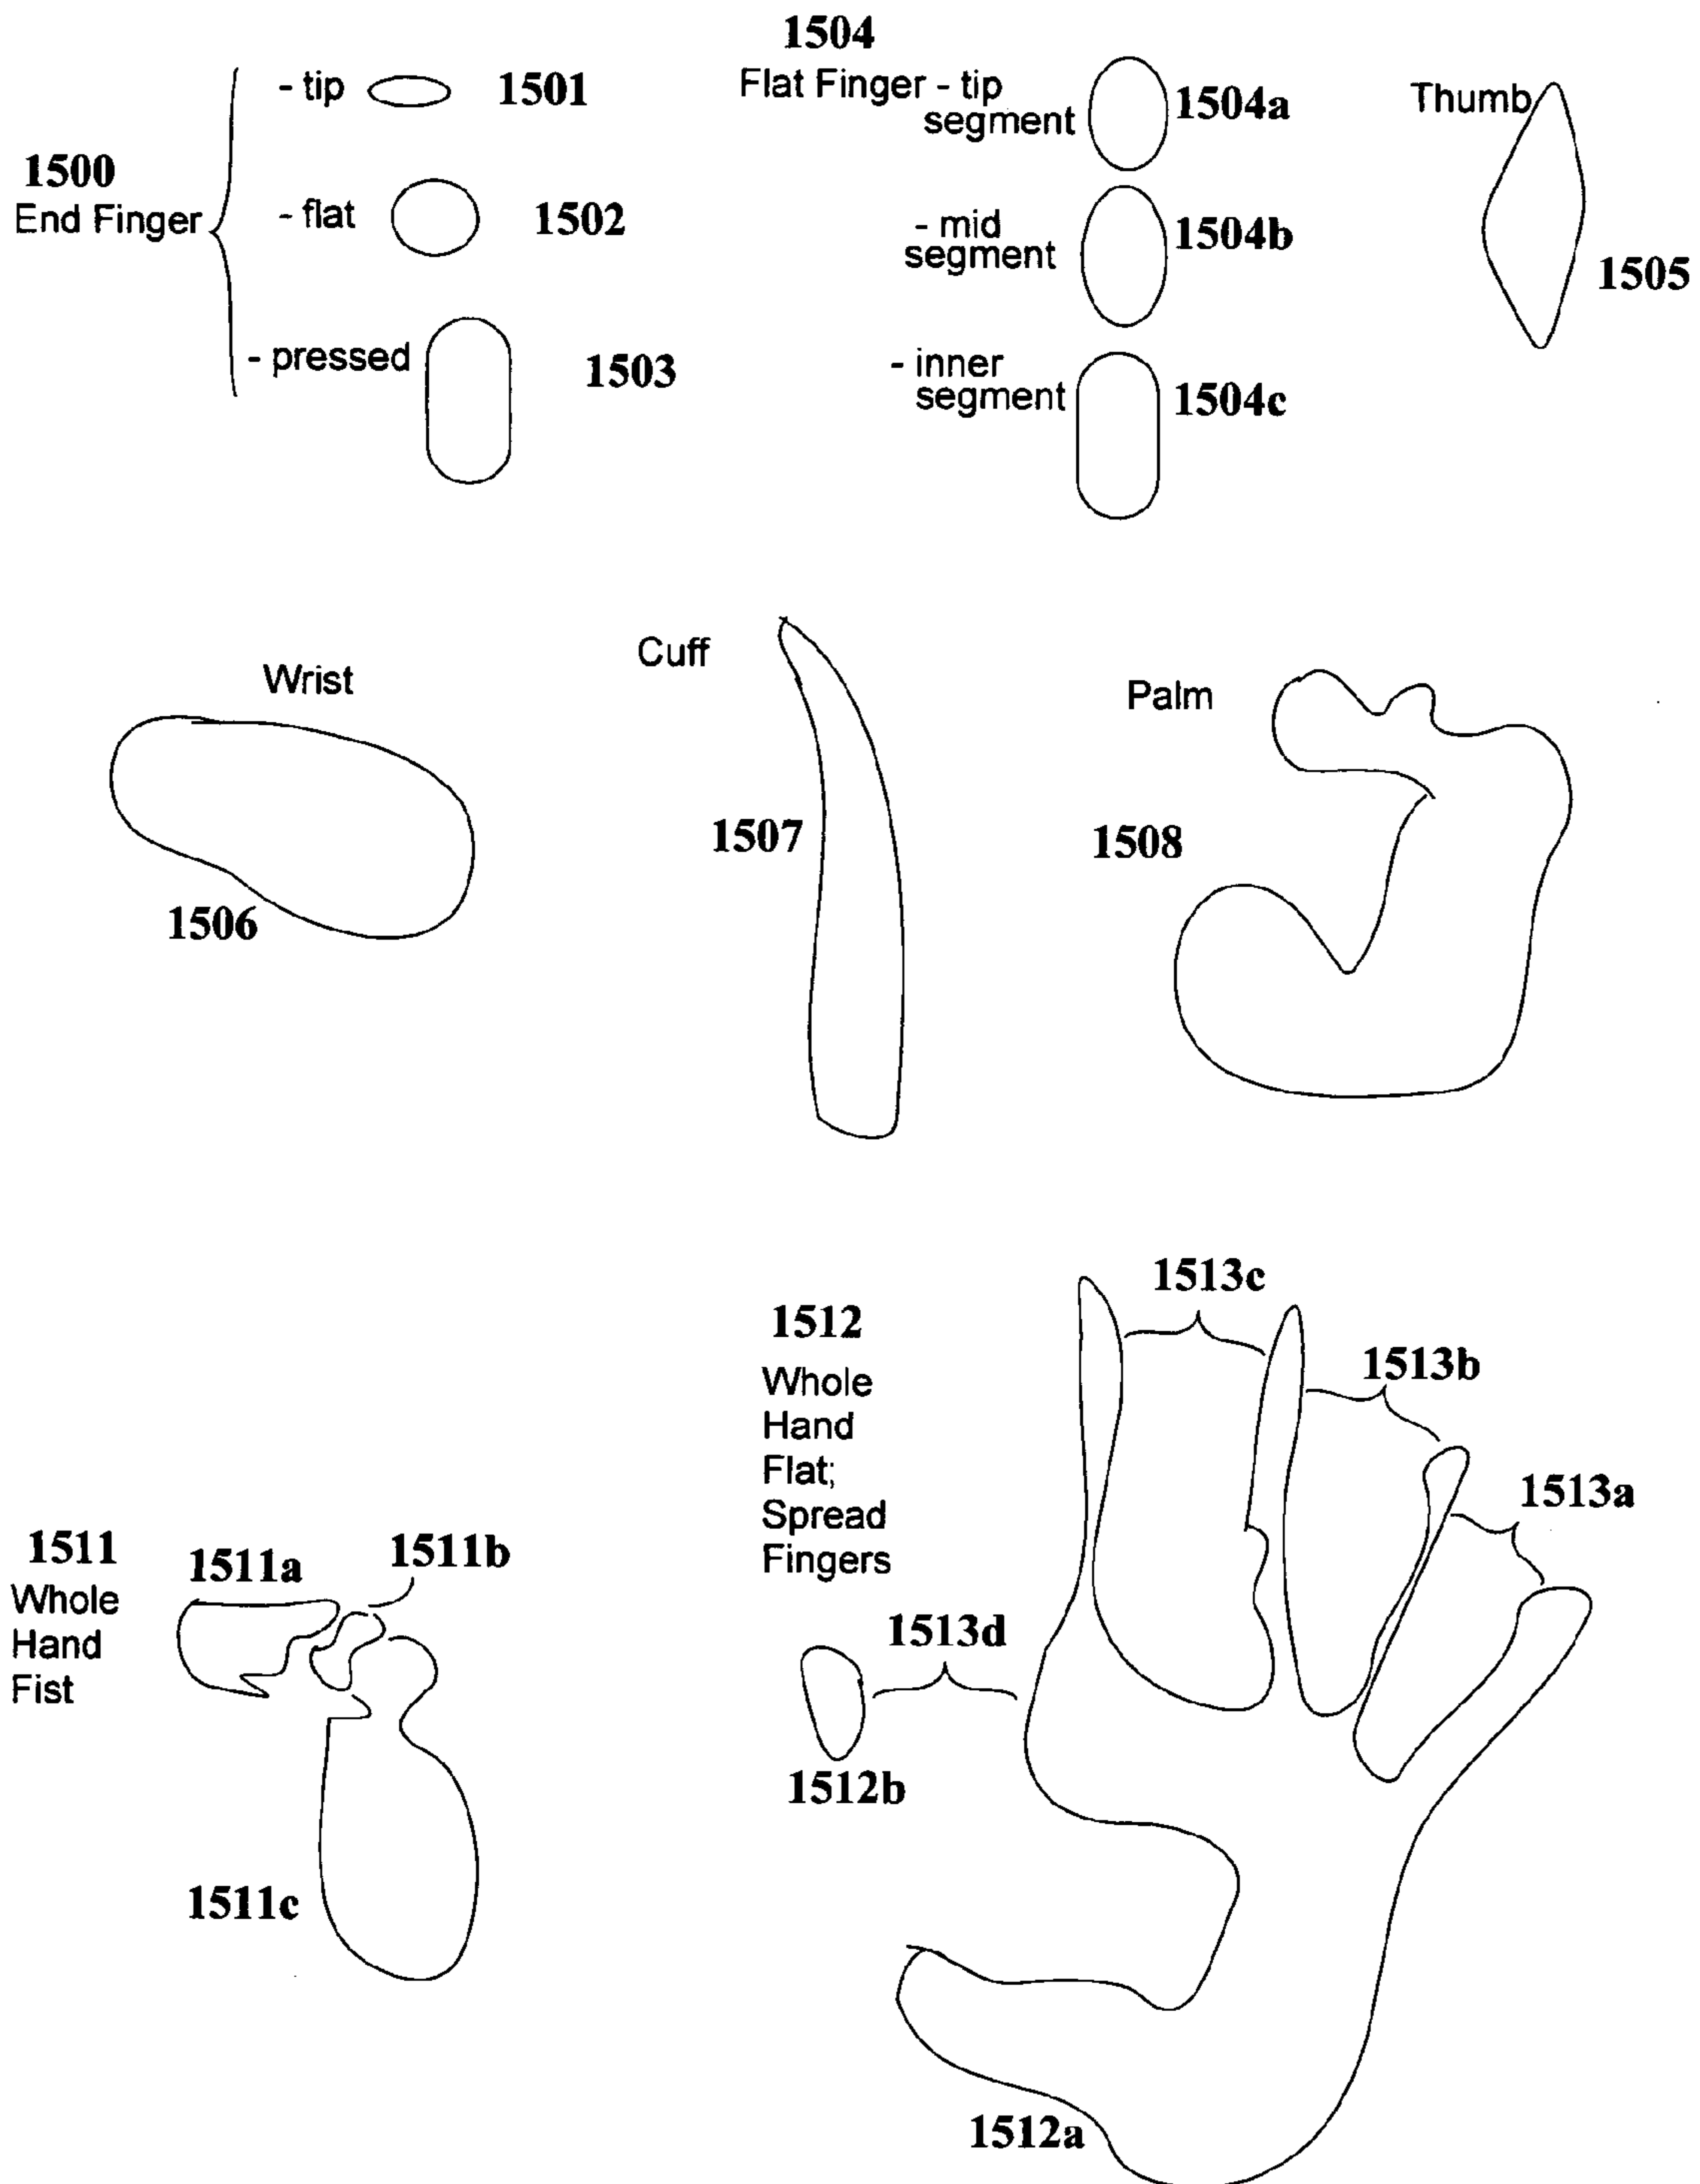 1500
End Finger
- tip 1501
- flat 1502
- pressed 1503
1504
Flat Finger - tip
segment 1504a
- mid
segment 1504b
- inner
segment 1504c
Thumb
1505
Wrist
1506
Cuff
1507
Palm
1508
1511
Whole
Hand
Fist
1511a
1511b
1511c
1512
Whole
Hand
Flat;
Spread
Fingers
1513c
1513b
1513a
1513d
1512b
1512a